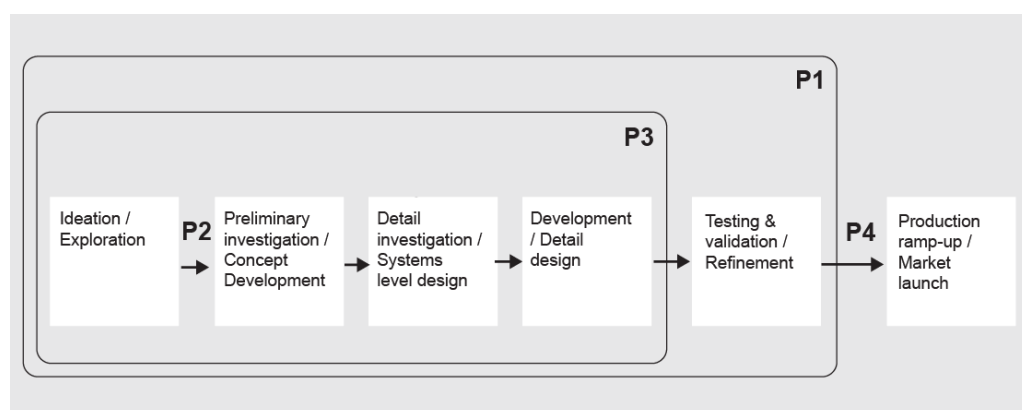 P1
P3
Ideation /
Exploration
P2
Preliminary
investigation /
Concept
Development
Detail
investigation /
Systems
level design
Development
/ Detail
design
Testing &
validation /
Refinement
P4
Production
ramp-up /
Market
launch